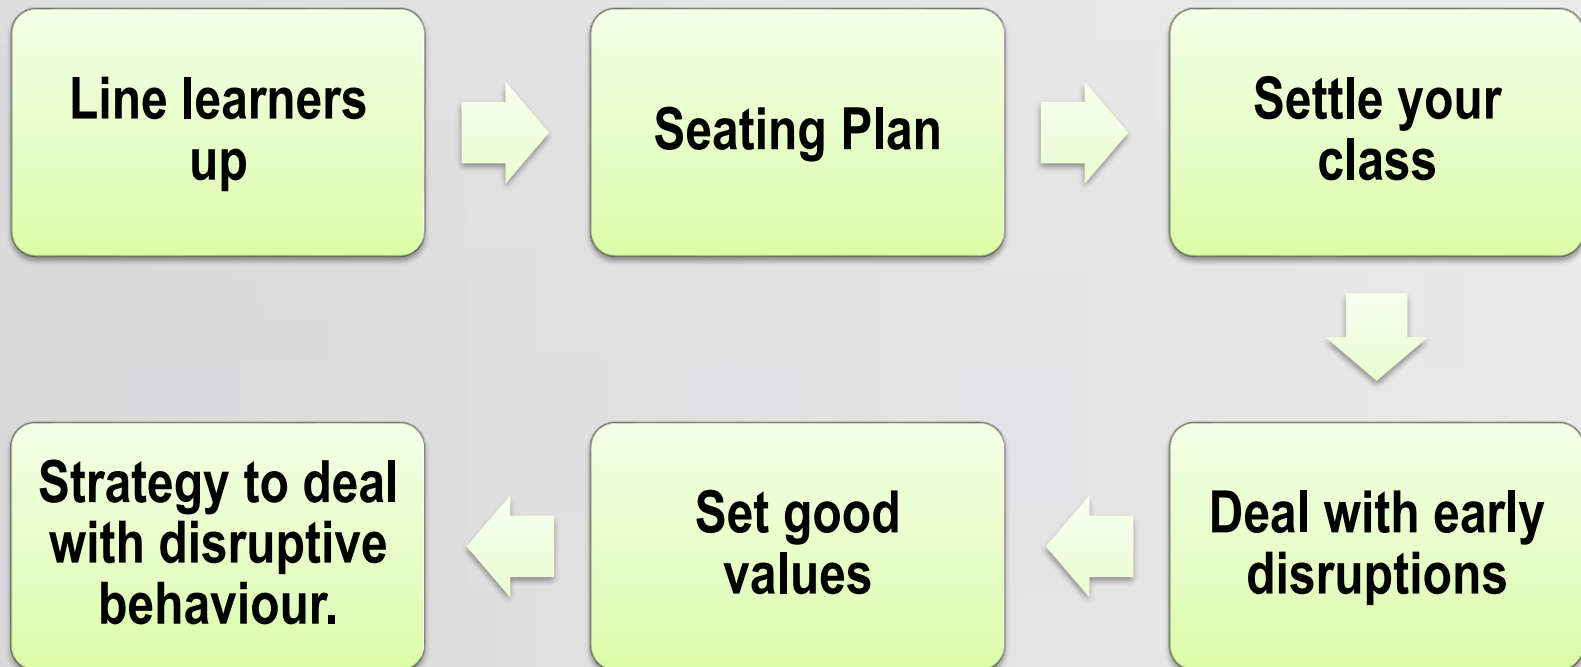 Line learners
up
Seating Plan
Settle your
class
Deal with early
disruptions
Set good
values
Strategy to deal
with disruptive
behaviour.